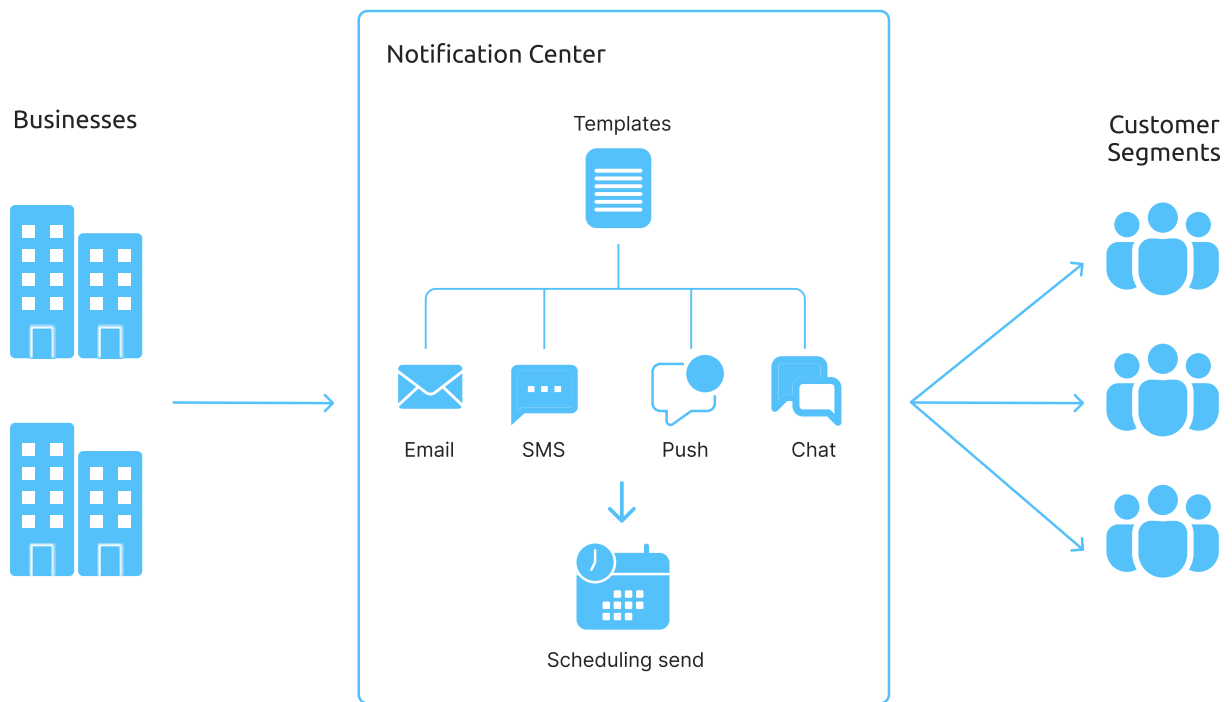 Notification Center
Businesses
Templates
Customer
Segments
Email
SMS
Push
Chat
Scheduling send